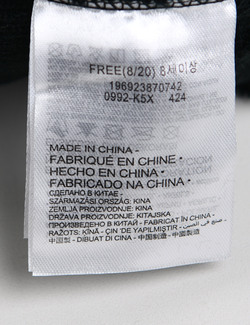 FREE(8/20) 8세이상
196923870742
0992-K5X 424
MADE IN CHINA -
FABRIQUÉ EN CHINE -
HECHO EN CHINA -
FABRICADO NA CHINA -
СДЕЛАНО В КИТАЕ -
SZÁRMAZÁSI ORSZÁG: KÍNA -
ZEMLJA PROIZVODNJE: KINA -
DRŽAVA PROIZVODNJE: KITAJSKA
ПРОИЗВЕДЕНО В КИТАЙ - FABRICAT ÎN CHINA -
RAŽOTS: ĶĪNĀ - ÇİN'DE YAPILMIŞTIR -
中国製 - DIBUAT DI CINA - 中国制造 - 中國製造